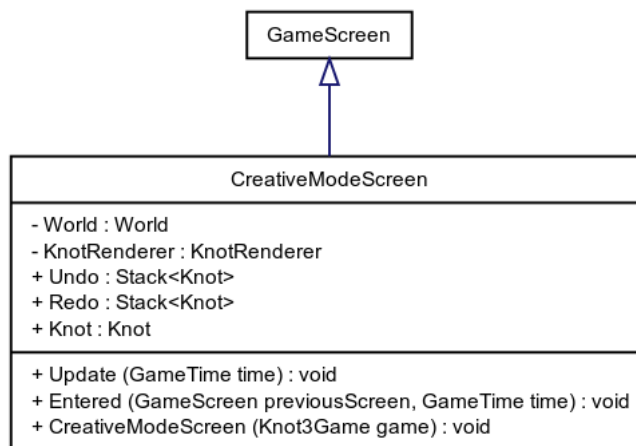 GameScreen
CreativeModeScreen
- World : World
- KnotRenderer : KnotRenderer
+ Undo : Stack<Knot>
+ Redo : Stack<Knot>
+ Knot : Knot
+ Update (GameTime time) : void
+ Entered (GameScreen previousScreen, GameTime time) : void
+ CreativeModeScreen (Knot3Game game) : void